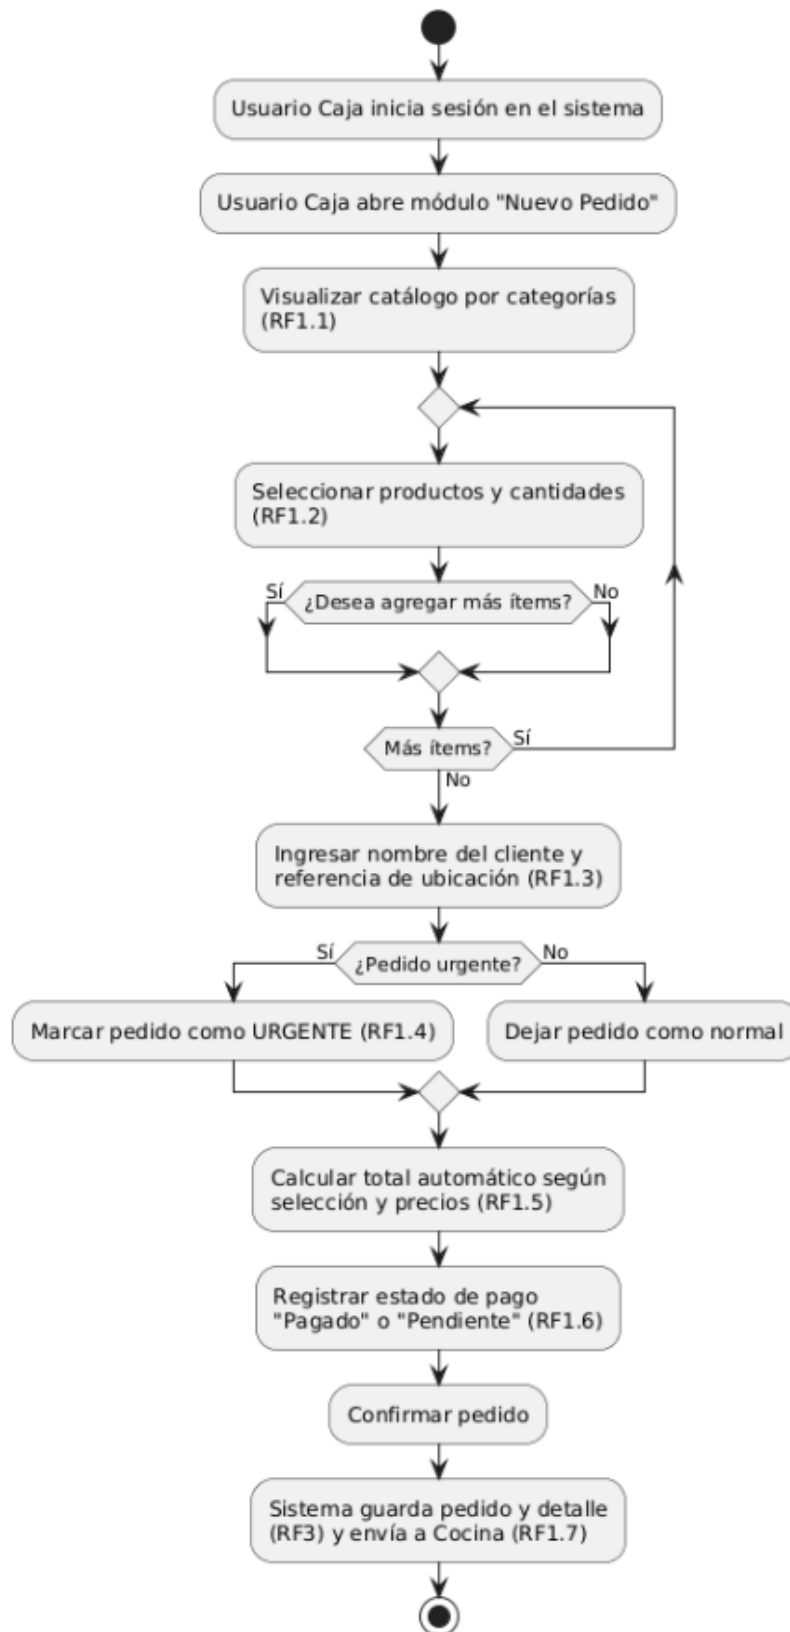 Usuario Caja inicia sesión en el sistema
Usuario Caja abre módulo "Nuevo Pedido"
Visualizar catálogo por categorías
(RF1.1)
Seleccionar productos y cantidades
(RF1.2)
Sí
¿Desea agregar más ítems?
No
Más ítems?
Sí
No
Ingresar nombre del cliente y
referencia de ubicación (RF1.3)
Sí
¿Pedido urgente?
No
Marcar pedido como URGENTE (RF1.4)
Dejar pedido como normal
Calcular total automático según
selección y precios (RF1.5)
Registrar estado de pago
"Pagado" o "Pendiente" (RF1.6)
Confirmar pedido
Sistema guarda pedido y detalle
(RF3) y envía a Cocina (RF1.7)